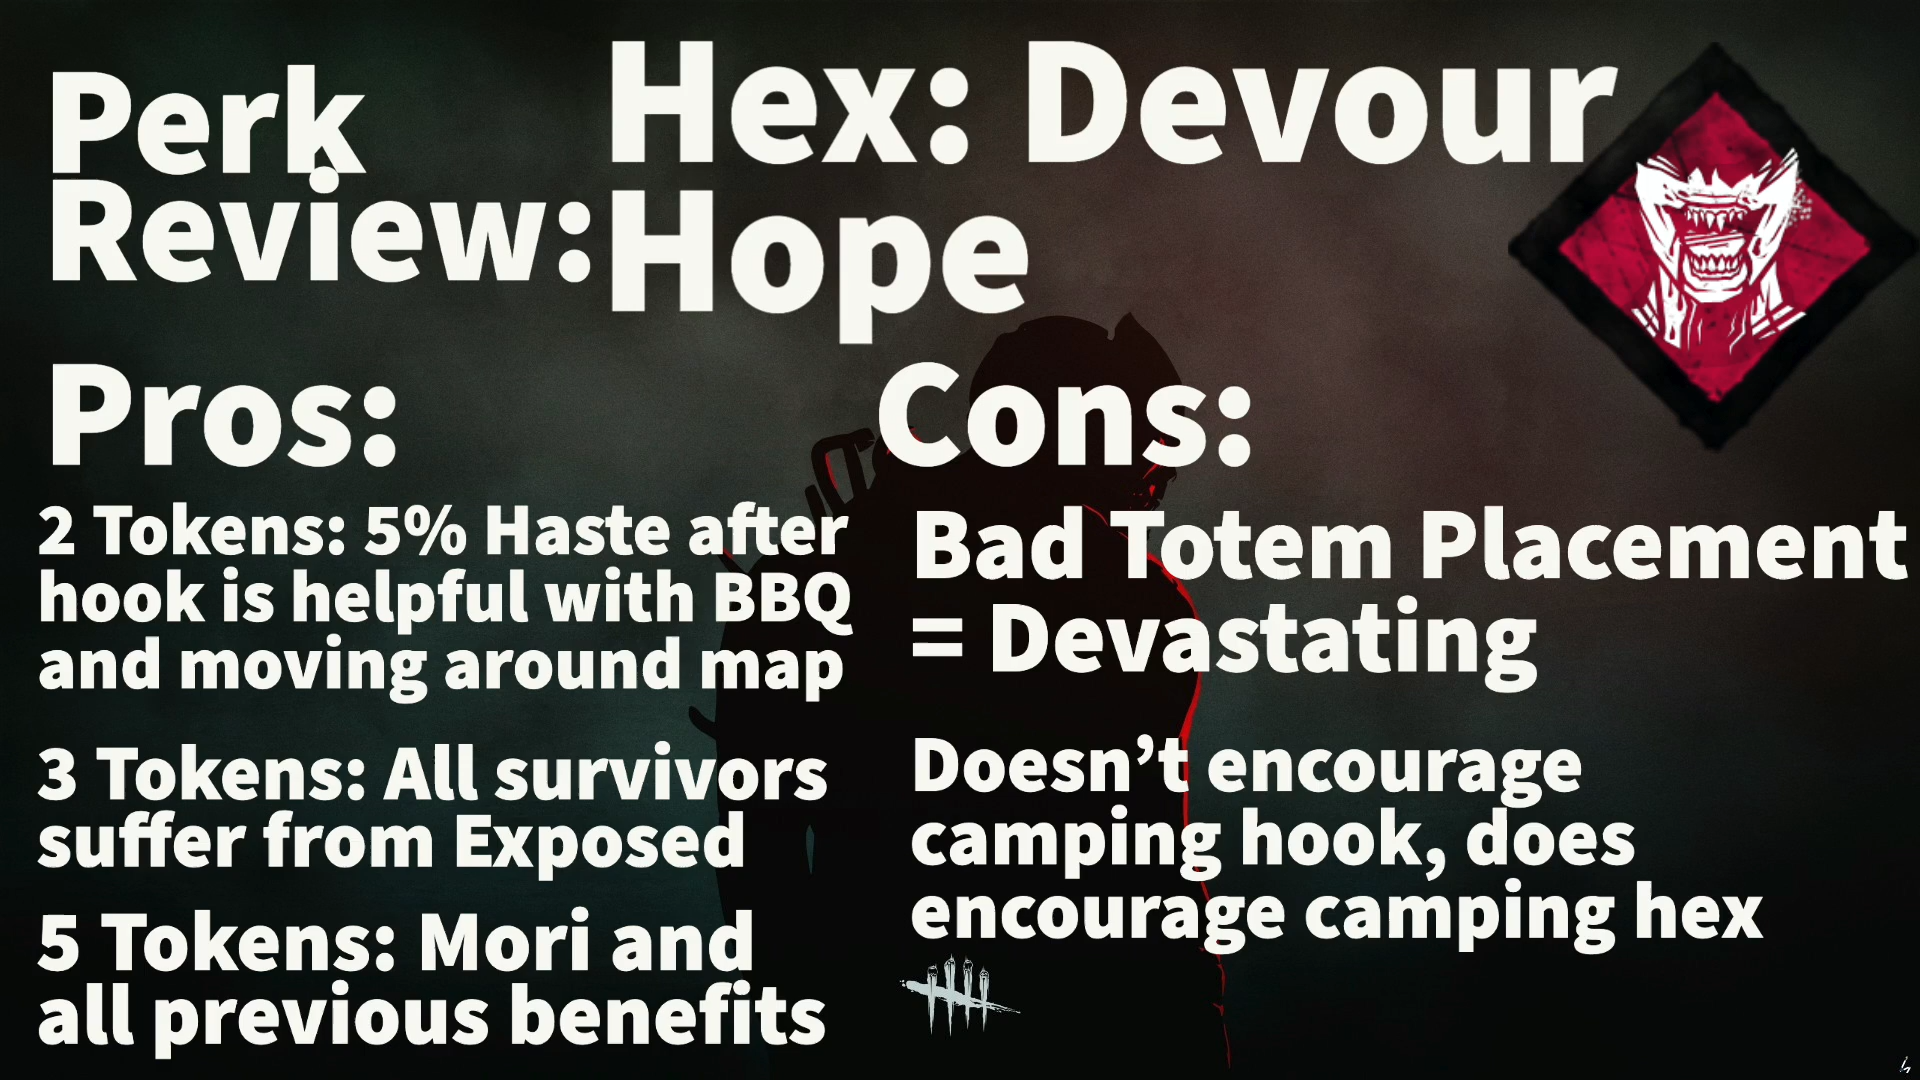 Perk
Review:
Hex: Devour
Hope
Pros:
2 Tokens: 5% Haste after
hook is helpful with BBQ
and moving around map
3 Tokens: All survivors
suffer from Exposed
5 Tokens: Mori and
all previous benefits
Cons:
Bad Totem Placement
= Devastating
Doesn’t encourage
camping hook, does
encourage camping hex